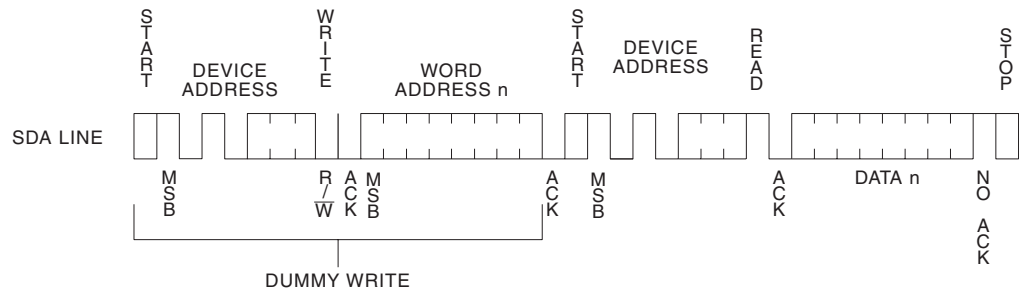 START
WRITE
START
READ
STOP
DEVICE
ADDRESS
WORD
ADDRESS n
DEVICE
ADDRESS
SDA LINE
MSB
R/W
ACK
MSB
ACK
MSB
ACK
DATA n
NO ACK
DUMMY WRITE